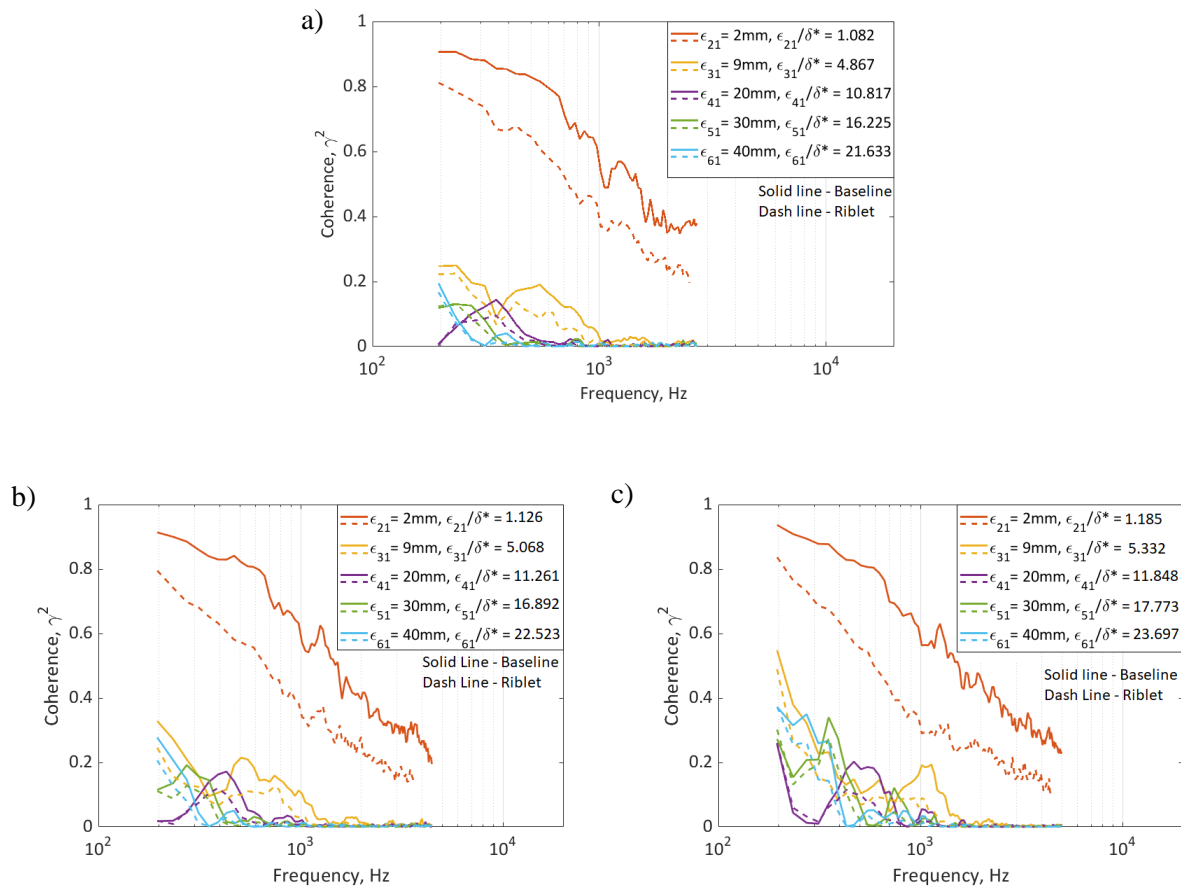 a)
1
0.8
0.6
0.4
0.2
0
Coherence, γ²
10² 10³ 10⁴
Frequency, Hz
ϵ₂₁= 2mm, ϵ₂₁/δ* = 1.082
ϵ₃₁= 9mm, ϵ₃₁/δ* = 4.867
ϵ₄₁= 20mm, ϵ₄₁/δ* = 10.817
ϵ₅₁= 30mm, ϵ₅₁/δ* = 16.225
ϵ₆₁= 40mm, ϵ₆₁/δ* = 21.633
Solid line - Baseline
Dash line - Riblet
b)
1
0.8
0.6
0.4
0.2
0
Coherence, γ²
10² 10³ 10⁴
Frequency, Hz
ϵ₂₁= 2mm, ϵ₂₁/δ* = 1.126
ϵ₃₁= 9mm, ϵ₃₁/δ* = 5.068
ϵ₄₁= 20mm, ϵ₄₁/δ* = 11.261
ϵ₅₁= 30mm, ϵ₅₁/δ* = 16.892
ϵ₆₁= 40mm, ϵ₆₁/δ* = 22.523
Solid Line - Baseline
Dash Line - Riblet
c)
1
0.8
0.6
0.4
0.2
0
Coherence, γ²
10² 10³ 10⁴
Frequency, Hz
ϵ₂₁= 2mm, ϵ₂₁/δ* = 1.185
ϵ₃₁= 9mm, ϵ₃₁/δ* = 5.332
ϵ₄₁= 20mm, ϵ₄₁/δ* = 11.848
ϵ₅₁= 30mm, ϵ₅₁/δ* = 17.773
ϵ₆₁= 40mm, ϵ₆₁/δ* = 23.697
Solid Line - Baseline
Dash Line - Riblet